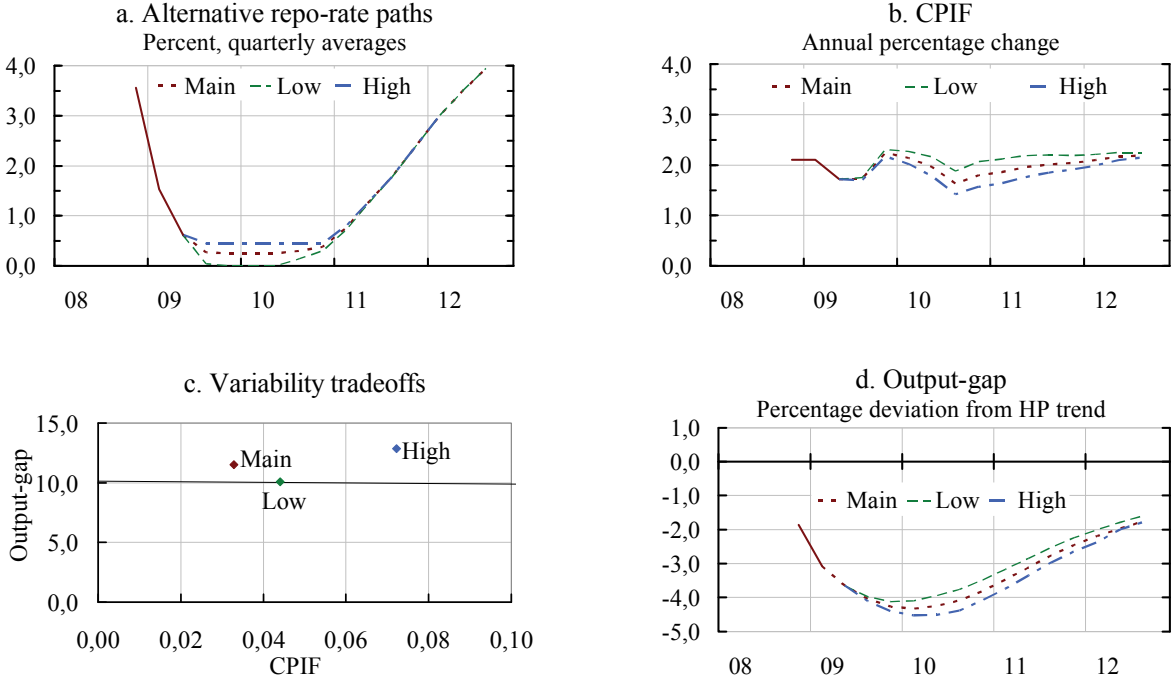 a. Alternative repo-rate paths
Percent, quarterly averages
4,0
3,0
2,0
1,0
0,0
Main Low High
08 09 10 11 12
b. CPIF
Annual percentage change
4,0
3,0
2,0
1,0
0,0
Main Low High
08 09 10 11 12
c. Variability tradeoffs
Output-gap
15,0
10,0
5,0
0,0
Main
High
Low
0,00 0,02 0,04 0,06 0,08 0,10
CPIF
d. Output-gap
Percentage deviation from HP trend
1,0
0,0
-1,0
-2,0
-3,0
-4,0
-5,0
Main Low High
08 09 10 11 12